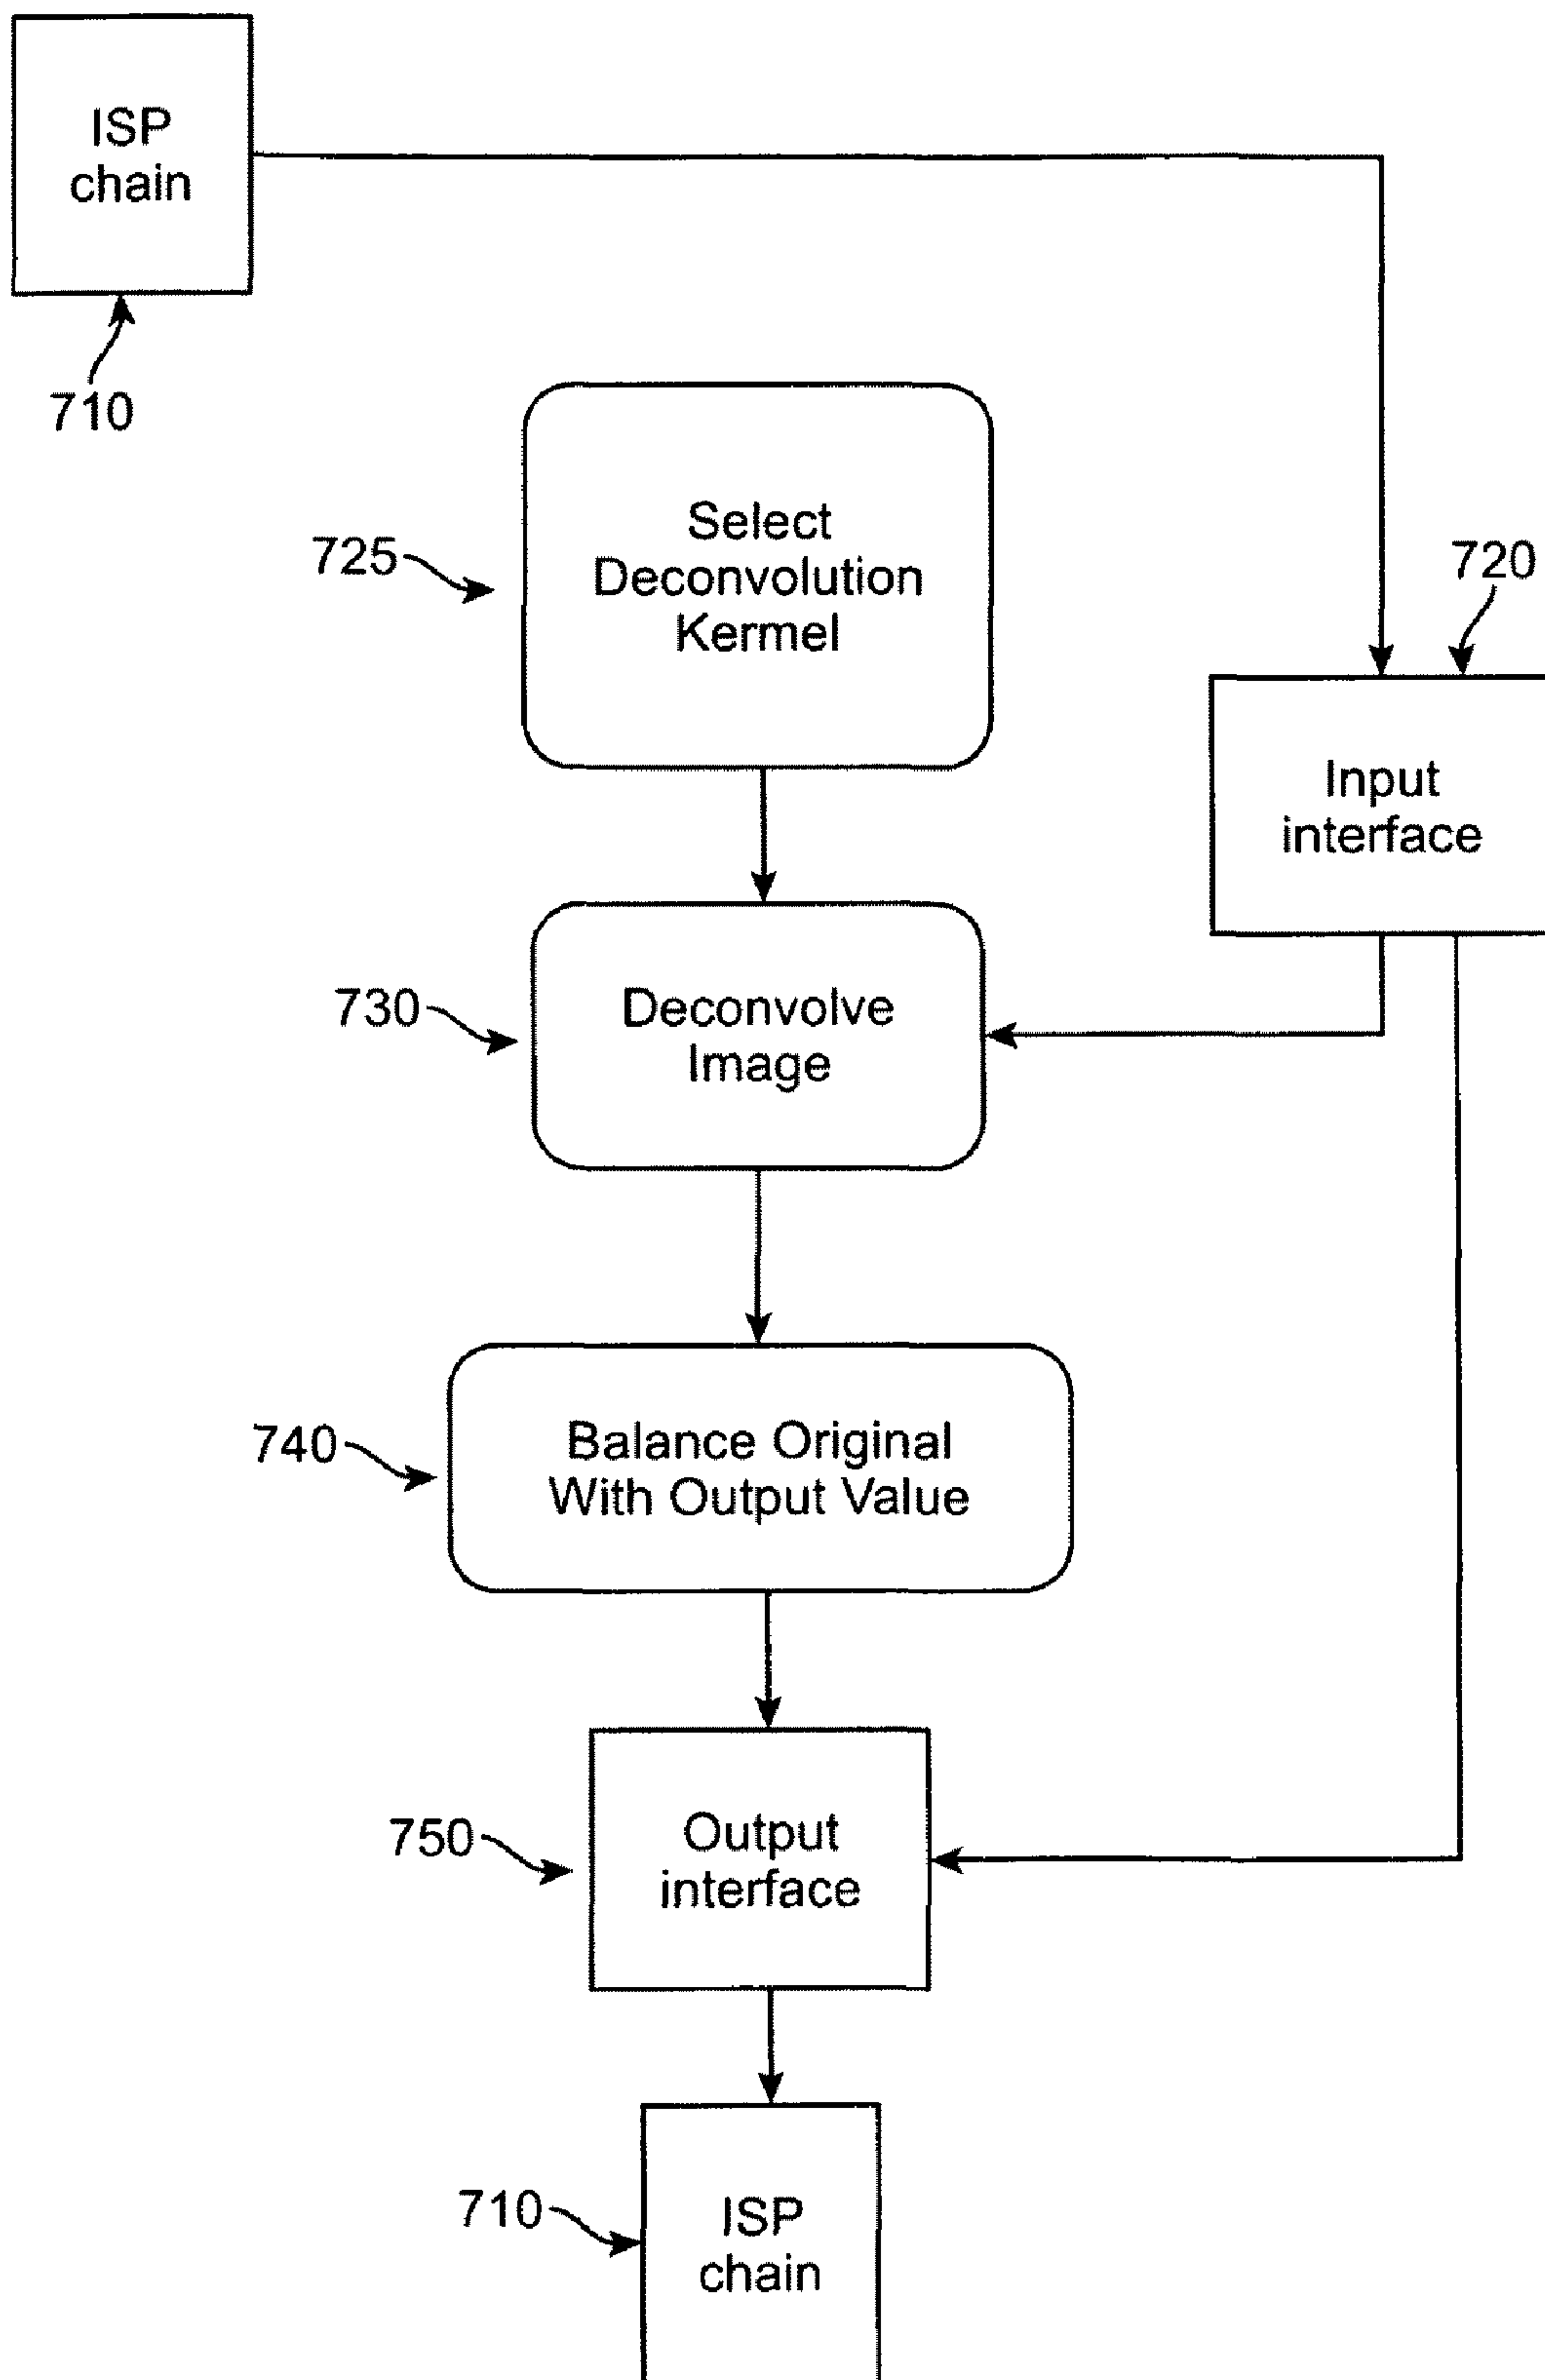 ISP
chain
710
Select
Deconvolution
Kermel
725
720
Input
interface
730
Deconvolve
Image
740
Balance Original
With Output Value
750
Output
interface
710
ISP
chain